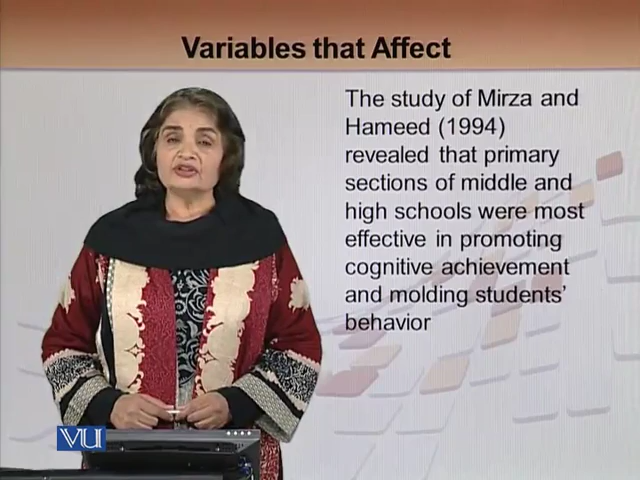 Variables that Affect
The study of Mirza and
Hameed (1994)
revealed that primary
sections of middle and
high schools were most
effective in promoting
cognitive achievement
and molding students’
behavior
VU